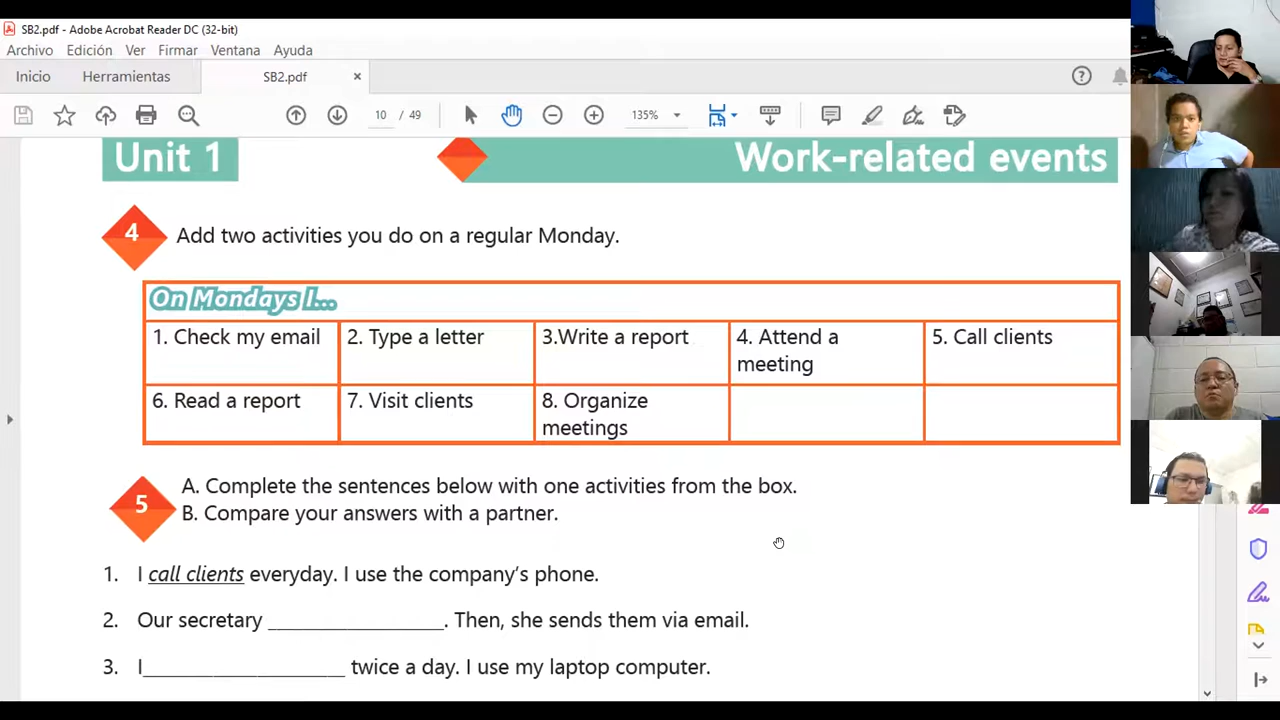 SB2.pdf - Adobe Acrobat Reader DC (32-bit)
Archivo Edición Ver Firmar Ventana Ayuda
Inicio Herramientas SB2.pdf ×
10 / 49 135%
Unit 1 Work-related events
4 Add two activities you do on a regular Monday.
On Mondays I...
1. Check my email 2. Type a letter 3.Write a report 4. Attend a meeting 5. Call clients
6. Read a report 7. Visit clients 8. Organize meetings
5 A. Complete the sentences below with one activities from the box.
B. Compare your answers with a partner.
1. I call clients everyday. I use the company's phone.
2. Our secretary __________________. Then, she sends them via email.
3. I_____________________ twice a day. I use my laptop computer.